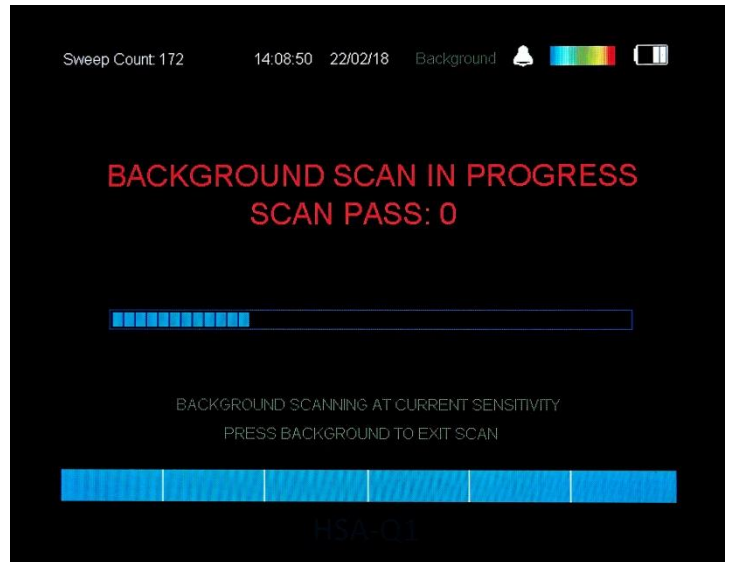 Sweep Count: 172 14:08:50 22/02/18 Background
BACKGROUND SCAN IN PROGRESS
SCAN PASS: 0
BACKGROUND SCANNING AT CURRENT SENSITIVITY
PRESS BACKGROUND TO EXIT SCAN
HSA-Q1